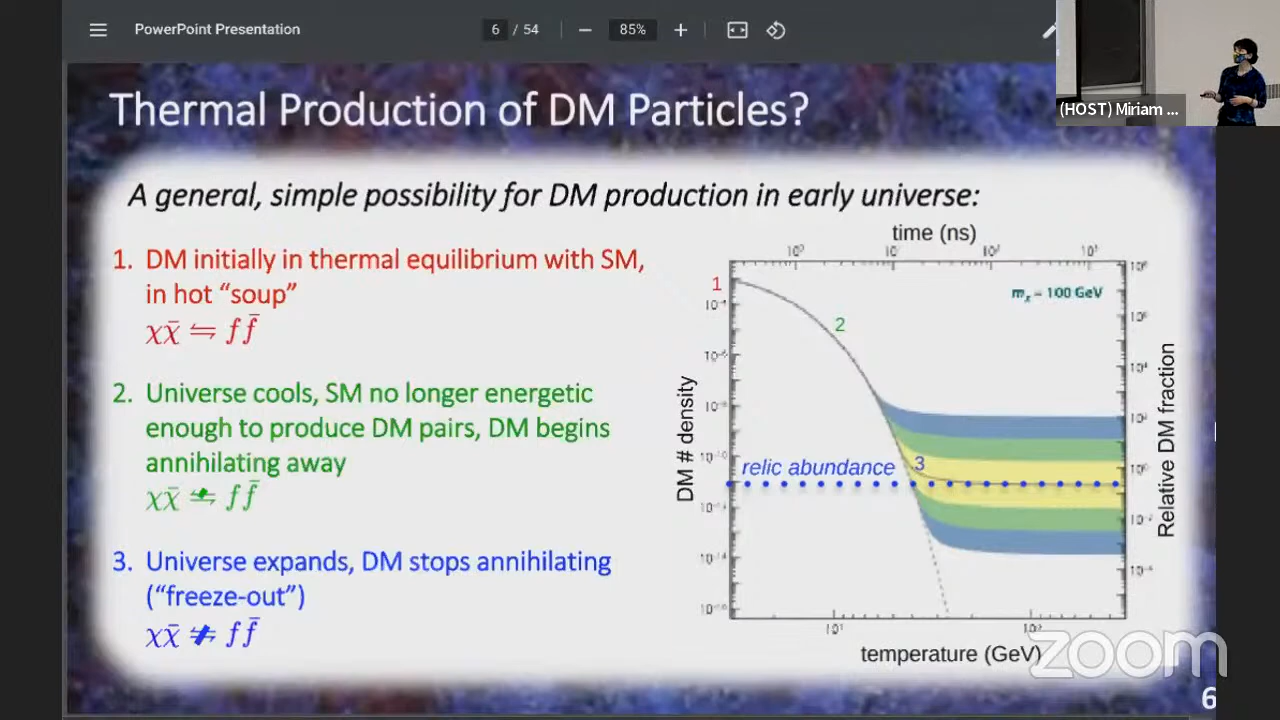 PowerPoint Presentation
6 / 54
85%
(HOST) Miriam ...
Thermal Production of DM Particles?
A general, simple possibility for DM production in early universe:
1. DM initially in thermal equilibrium with SM,
in hot “soup”
χχ̄ ⇋ f f̄
2. Universe cools, SM no longer energetic
enough to produce DM pairs, DM begins
annihilating away
χχ̄ ⇋ f f̄
3. Universe expands, DM stops annihilating
(“freeze-out”)
χχ̄ ⇋ f f̄
time (ns)
1
2
3
relic abundance
DM # density
Relative DM fraction
temperature (GeV)
zoom
6